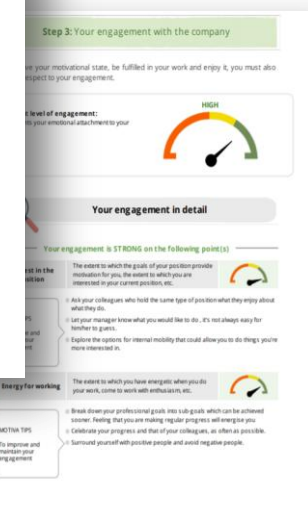 Step 3: Your engagement with the company
your motivational state, be fulfilled in your work and enjoy it, you must also
respect to your engagement.
HIGH
level of engagement:
to your emotional attachment to your
Your engagement in detail
Your engagement is STRONG on the following point(s)
The extent to which the goals of your position provide
motivation for you, the extent to which you are
interested in your current position, etc.
in the
Ask your colleagues who hold the same type of position what they enjoy about
what they do.
Let your manager know what you would like to do, it's not always easy for
him/her to guess.
Explore the options for internal mobility that could allow you to do things you're
more interested in.
and
Energy for working
The extent to which you have energetic when you do
your work, come to work with enthusiasm, etc.
Break down your professional goals into sub-goals which can be achieved
sooner. Feeling that you are making regular progress will energise you
Celebrate your progress and that of your colleagues, as often as possible.
Surround yourself with positive people and avoid negative people.
MOTIVA TIPS
To improve and
maintain your
engagement